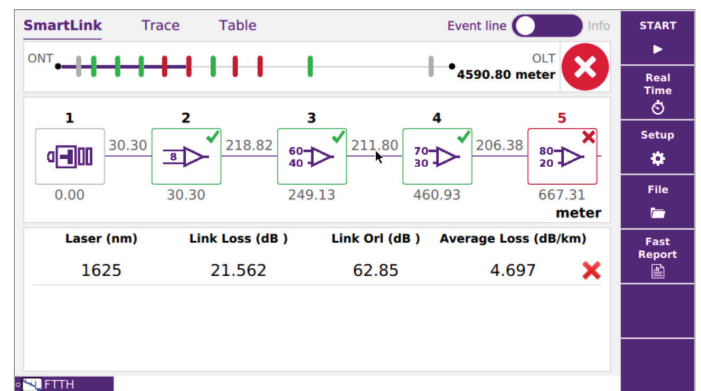 SmartLink Trace Table Event line Info
ONT OLT
4590.80 meter
1 2 3 4 5
30.30 218.82 211.80 206.38
8 60 40 70 30 80 20
0.00 30.30 249.13 460.93 667.31
meter
Laser (nm) Link Loss (dB ) Link Orl (dB ) Average Loss (dB/km)
1625 21.562 62.85 4.697
START
Real
Time
Setup
File
Fast
Report
FTTH